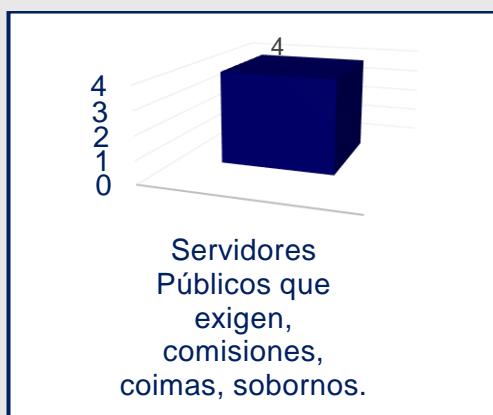 4
4
3
2
1
0
Servidores
Públicos que
exigen,
comisiones,
coimas, sobornos.